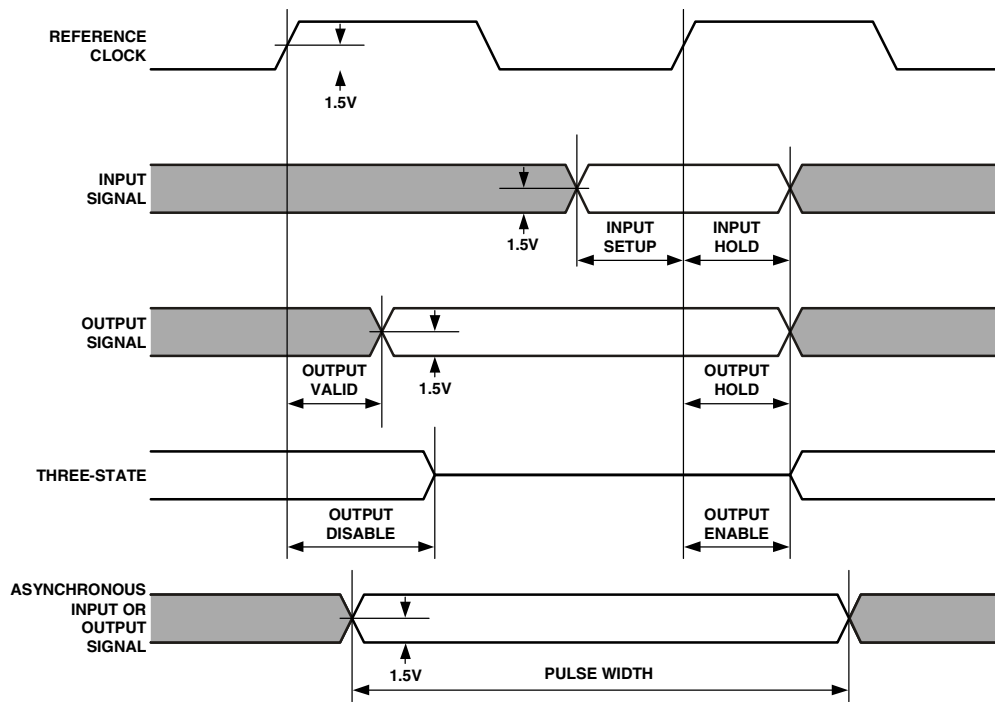 REFERENCE
CLOCK
1.5V
INPUT
SIGNAL
1.5V
INPUT
SETUP
INPUT
HOLD
OUTPUT
SIGNAL
OUTPUT
VALID
1.5V
OUTPUT
HOLD
THREE-STATE
OUTPUT
DISABLE
OUTPUT
ENABLE
ASYNCHRONOUS
INPUT OR
OUTPUT
SIGNAL
1.5V
PULSE WIDTH